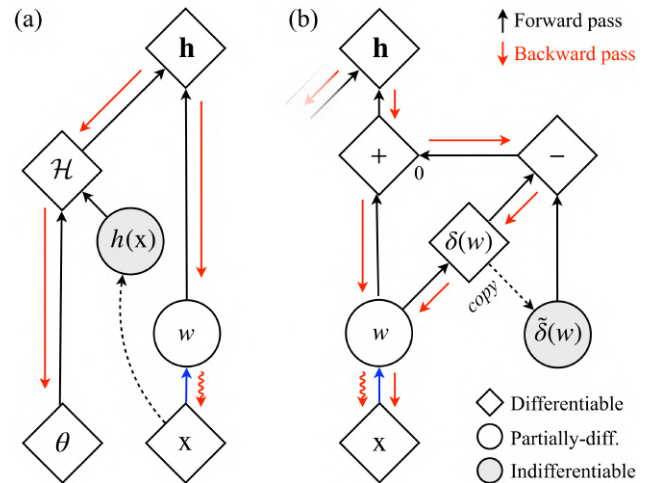 (a)
(b)
Forward pass
Backward pass
h
h
ℋ
+
0
−
h(x)
δ(w)
copy
w
w
δ̃(w)
θ
x
x
Differentiable
Partially-diff.
Indifferentiable